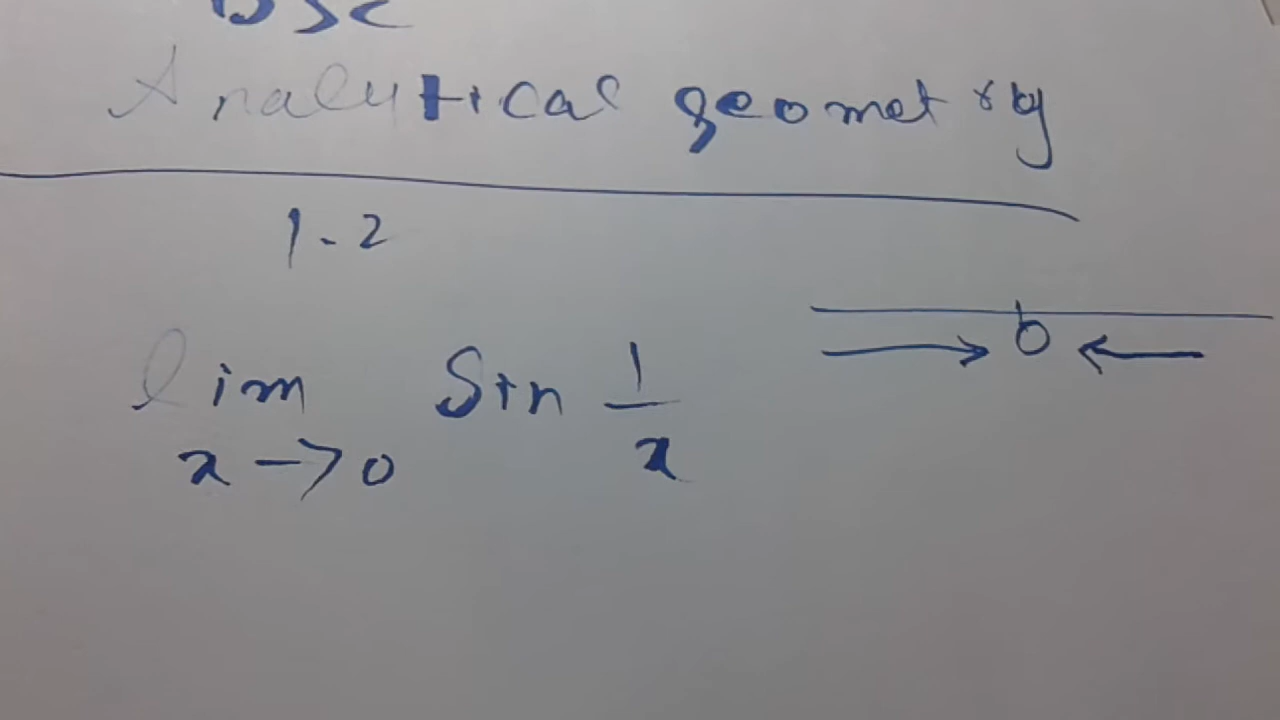 BSC
Analytical geometry
1.2
0
lim Sin 1/x
x → 0